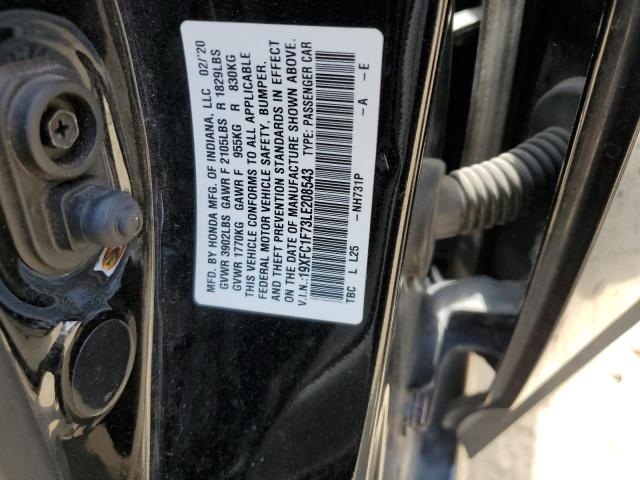 MFD. BY HONDA MFG. OF INDIANA, LLC 02/'20
GVWR 3902LBS GAWR F 2105LBS R 1829LBS
GVWR 1770KG GAWR F 955KG R 830KG
THIS VEHICLE CONFORMS TO ALL APPLICABLE
FEDERAL MOTOR VEHICLE SAFETY, BUMPER,
AND THEFT PREVENTION STANDARDS IN EFFECT
ON THE DATE OF MANUFACTURE SHOWN ABOVE.
V.I.N.: 19XFC1F73LE208543 TYPE: PASSENGER CAR
NH731P -A -E
TBC L L25